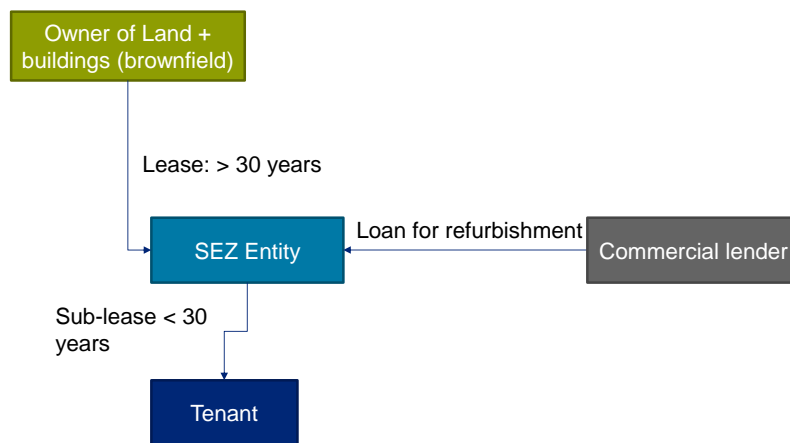 Owner of Land +
buildings (brownfield)
Lease: > 30 years
Loan for refurbishment
SEZ Entity
Commercial lender
Sub-lease < 30
years
Tenant